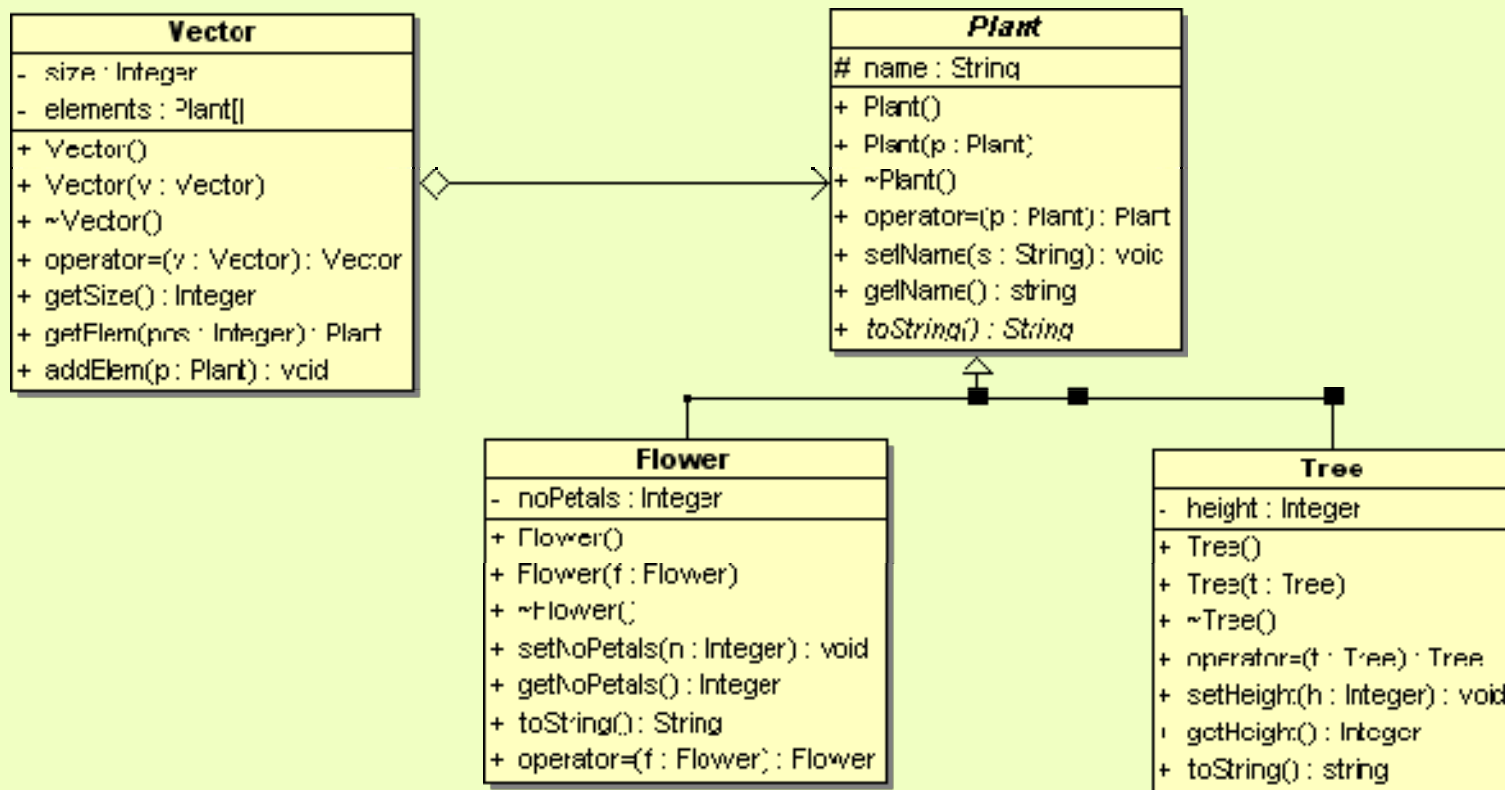 Vector
- size : Integer
- elements : Plant[]
+ Vector()
+ Vector(v : Vector)
+ ~Vector()
+ operator=(v : Vector) : Vector
+ getSize() : Integer
+ getElem(pos : Integer) : Plant
+ addElem(p : Plant) : void
Plant
# name : String
+ Plant()
+ Plant(p : Plant)
+ ~Plant()
+ operator=(p : Plant) : Plant
+ setName(s : String) : void
+ getName() : string
+ toString() : String
Flower
- noPetals : Integer
+ Flower()
+ Flower(f : Flower)
+ ~Flower()
+ setNoPetals(n : Integer) : void
+ getNoPetals() : Integer
+ toString() : String
+ operator=(f : Flower) : Flower
Tree
- height : Integer
+ Tree()
+ Tree(t : Tree)
+ ~Tree()
+ operator=(t : Tree) : Tree
+ setHeight(h : Integer) : void
+ getHeight() : Integer
+ toString() : string